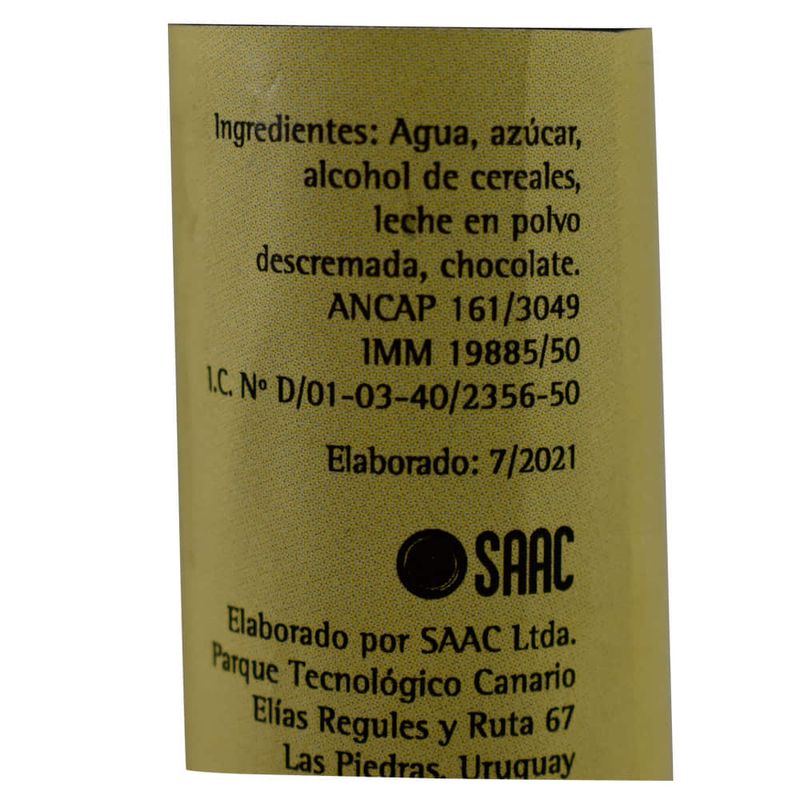 Ingredientes: Agua, azúcar,
alcohol de cereales,
leche en polvo
descremada, chocolate.
ANCAP 161/3049
IMM 19885/50
I.C. Nº D/01-03-40/2356-50
Elaborado: 7/2021
SAAC
Elaborado por SAAC Ltda.
Parque Tecnológico Canario
Elías Regules y Ruta 67
Las Piedras, Uruguay